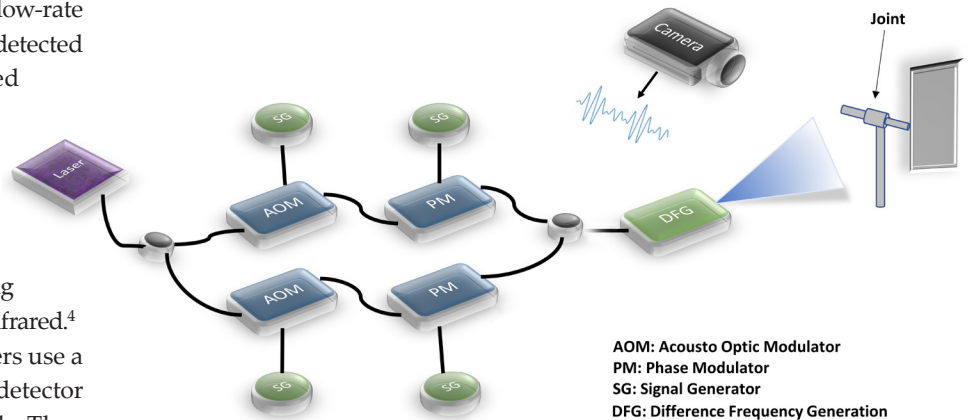 low-rate
detected
ed
g
frared.⁴
ers use a
detector
Camera
Joint
SG
SG
Laser
AOM
PM
DFG
AOM
PM
SG
SG
AOM: Acousto Optic Modulator
PM: Phase Modulator
SG: Signal Generator
DFG: Difference Frequency Generation